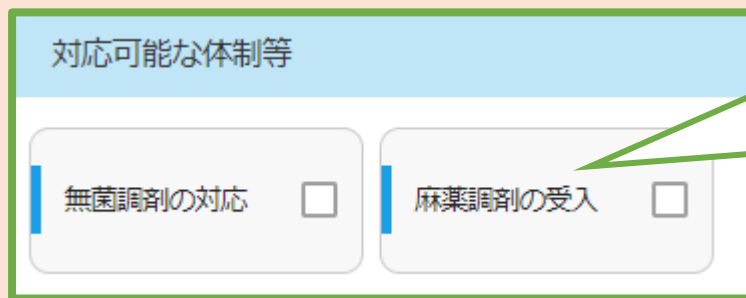 対応可能な体制等
無菌調剤の対応
麻薬調剤の受入